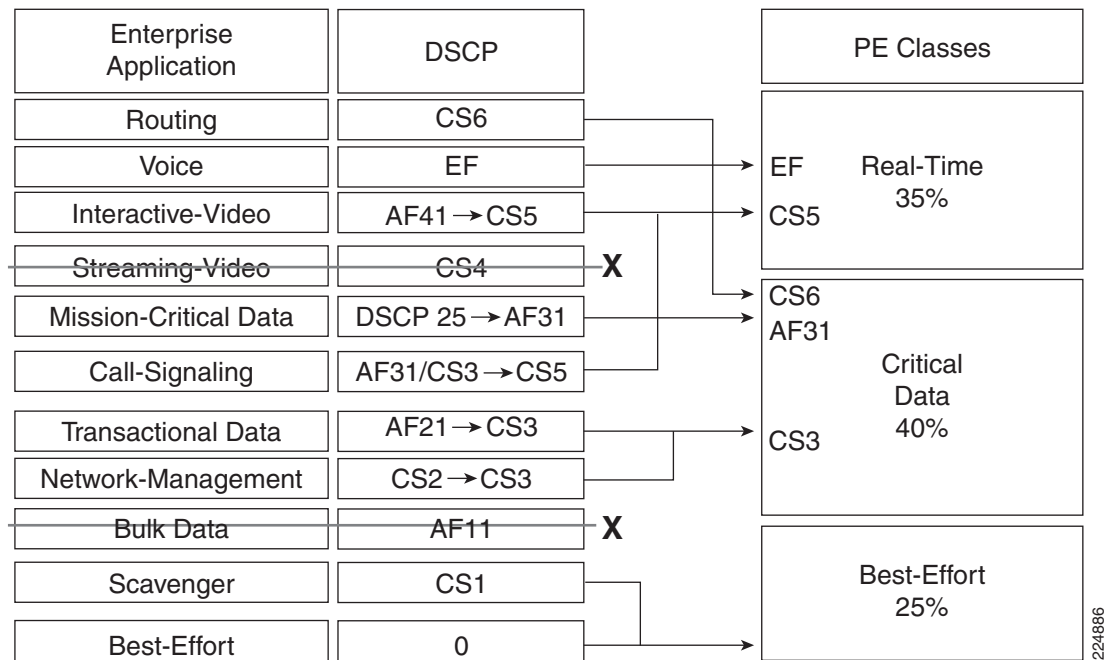 Enterprise
Application
DSCP
PE Classes
Routing
CS6
Voice
EF
EF
Real-Time
35%
Interactive-Video
AF41→CS5
CS5
Streaming-Video
CS4
X
CS6
Mission-Critical Data
DSCP 25→AF31
AF31
Call-Signaling
AF31/CS3→CS5
Critical
Data
40%
Transactional Data
AF21→CS3
CS3
Network-Management
CS2→CS3
Bulk Data
AF11
X
Scavenger
CS1
Best-Effort
25%
Best-Effort
0
224886